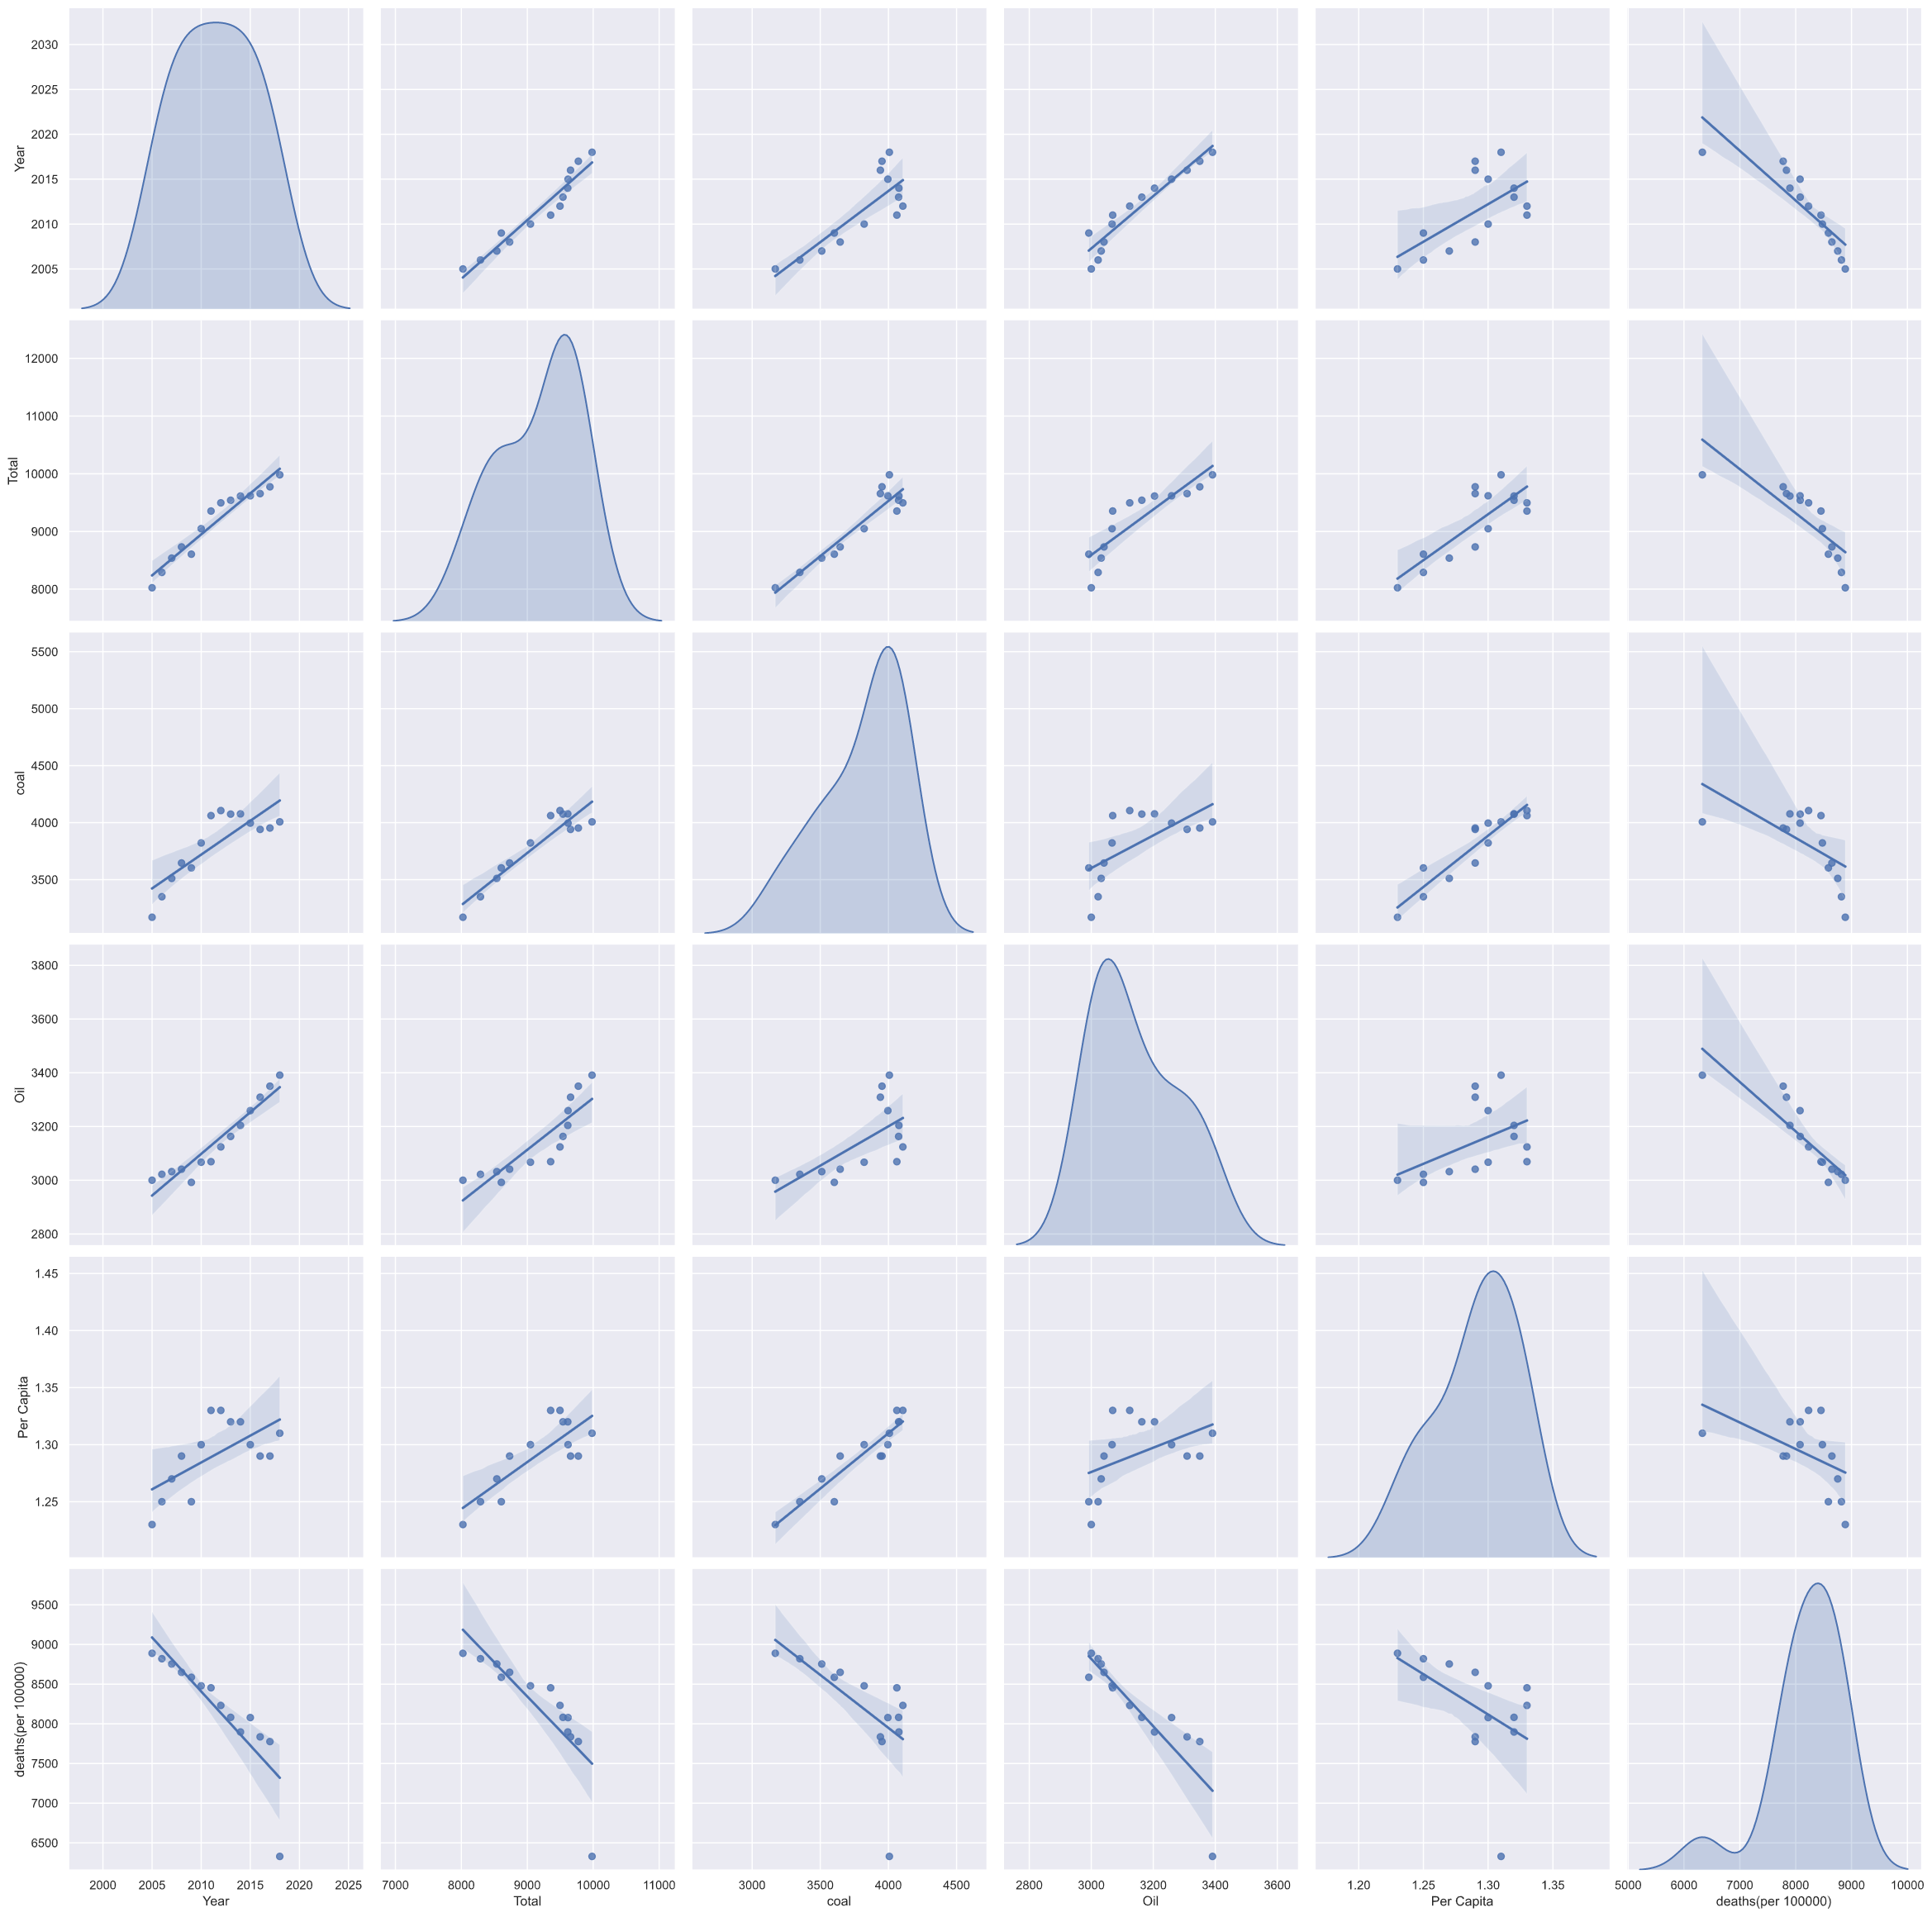 2030
2025
2020
2015
2010
2005
Year
12000
11000
10000
9000
8000
Total
5500
5000
4500
4000
3500
coal
3800
3600
3400
3200
3000
2800
Oil
1.45
1.40
1.35
1.30
1.25
Per Capita
9500
9000
8500
8000
7500
7000
6500
deaths(per 100000)
2000 2005 2010 2015 2020 2025
Year
7000 8000 9000 10000 11000
Total
3000 3500 4000 4500
coal
2800 3000 3200 3400 3600
Oil
1.20 1.25 1.30 1.35
Per Capita
5000 6000 7000 8000 9000 10000
deaths(per 100000)